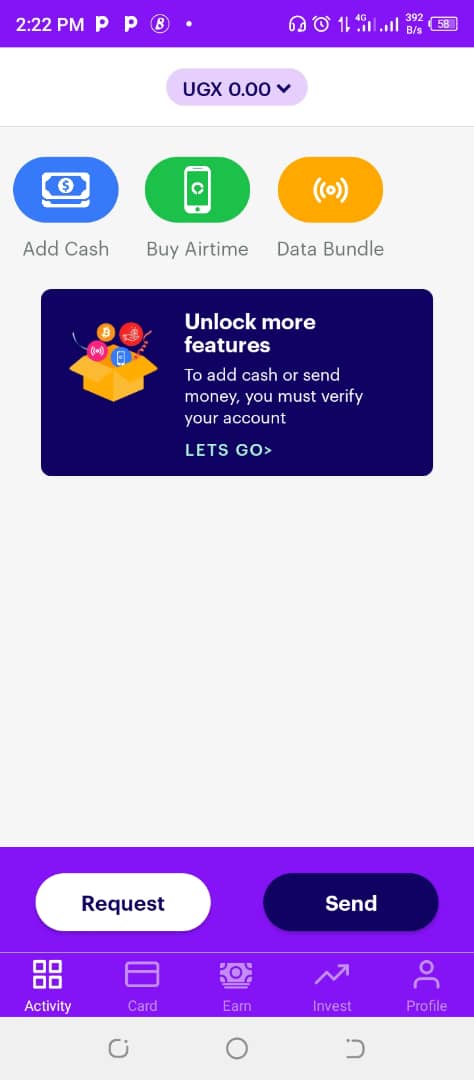 2:22 PM
4G
392
B/s
58
UGX 0.00
Add Cash
Buy Airtime
Data Bundle
Unlock more
features
To add cash or send
money, you must verify
your account
LETS GO>
Request
Send
Activity
Card
Earn
Invest
Profile